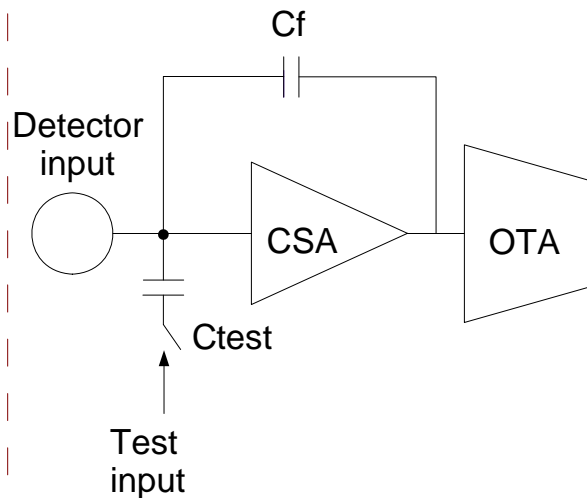 Cf
Detector
input
CSA
OTA
Ctest
Test
input